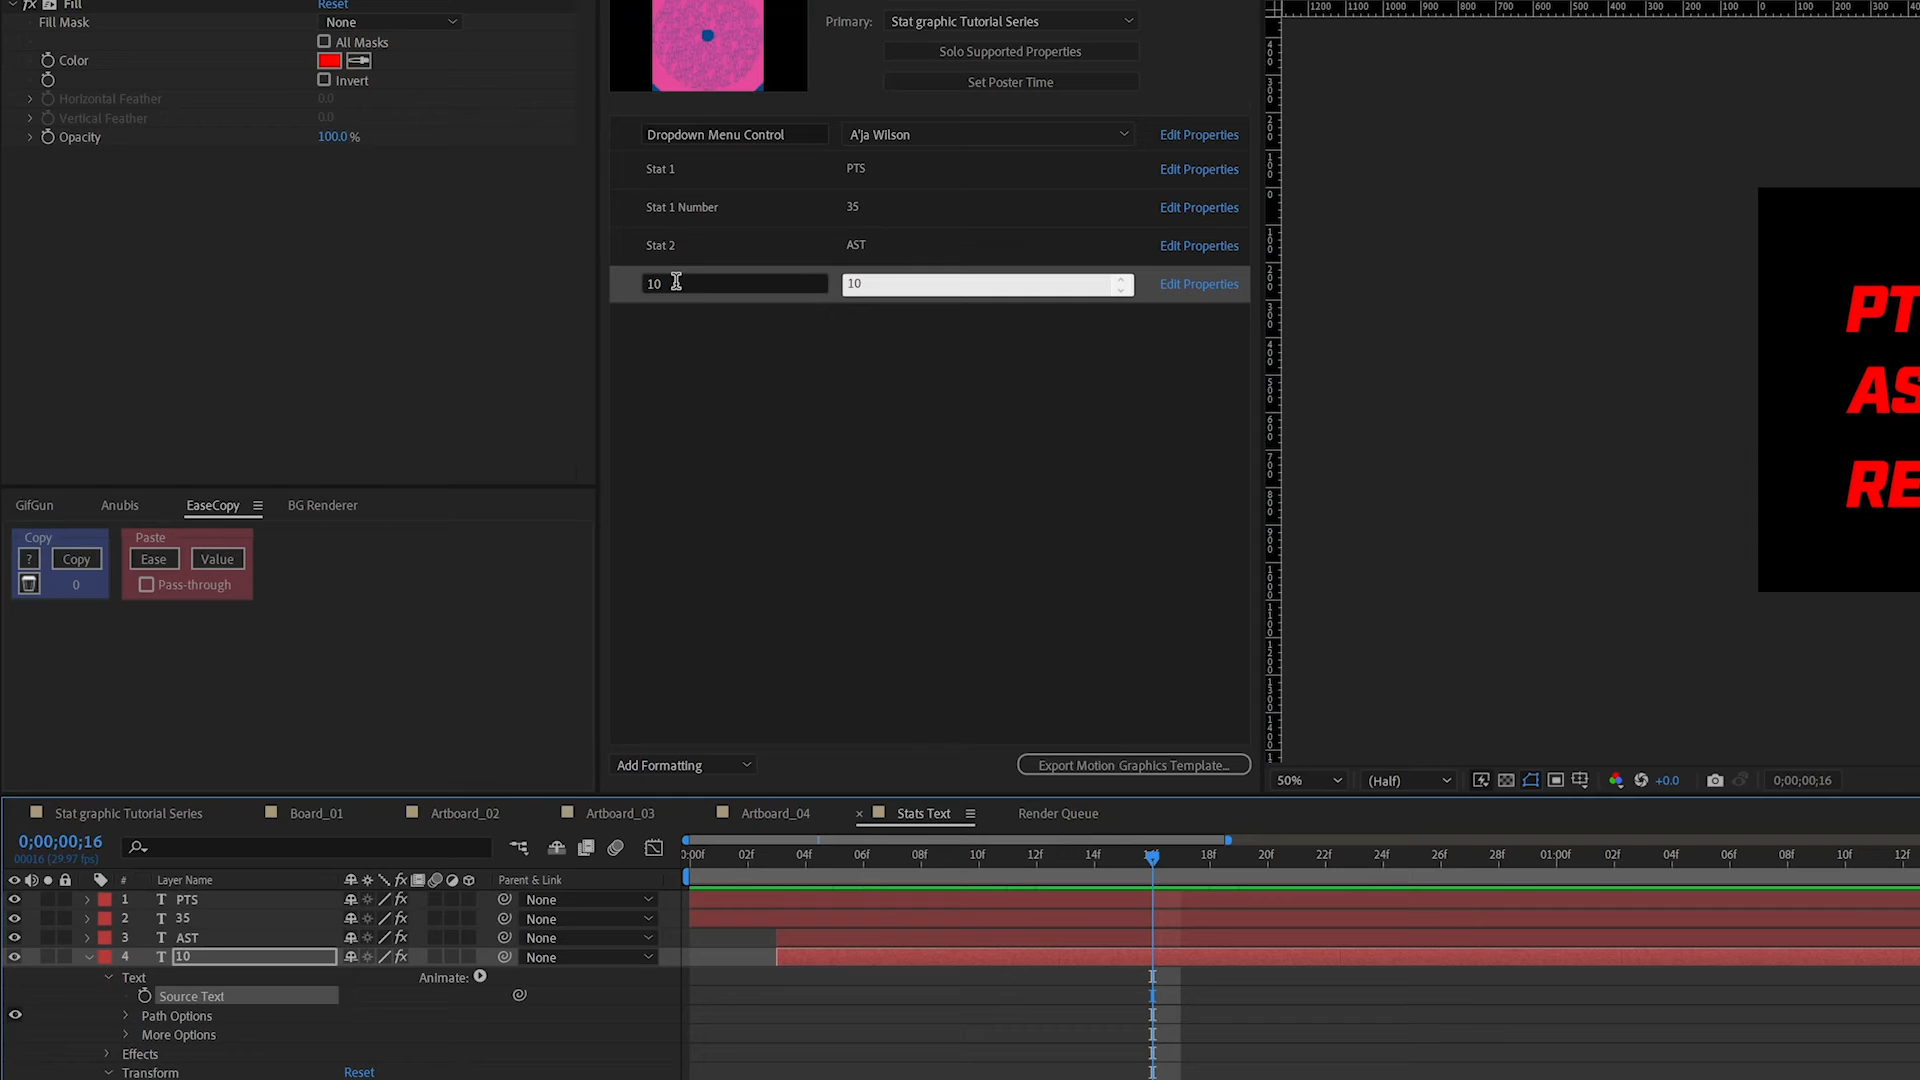 fx Fill Reset
Fill Mask None
All Masks
Color
Invert
Horizontal Feather 0.0
Vertical Feather 0.0
Opacity 100.0 %
Primary: Stat graphic Tutorial Series
Solo Supported Properties
Set Poster Time
Dropdown Menu Control A'ja Wilson Edit Properties
Stat 1 PTS Edit Properties
Stat 1 Number 35 Edit Properties
Stat 2 AST Edit Properties
10 10 Edit Properties
GifGun Anubis EaseCopy BG Renderer
Copy Paste
? Copy Ease Value
0 Pass-through
Add Formatting Export Motion Graphics Template...
1200 1100 1000 900 800 700 600 500 400 300 200 100 0 100 200 300
PT
AS
RE
50% (Half) +0.0 0;00;00;16
Stat graphic Tutorial Series Board_01 Artboard_02 Artboard_03 Artboard_04 × Stats Text Render Queue
0;00;00;16
00016 (29.97 fps)
0:00f 02f 04f 06f 08f 10f 12f 14f 18f 20f 22f 24f 26f 28f 01:00f 02f 04f 06f 08f 10f 12f
# Layer Name fx Parent & Link
1 T PTS fx None
2 T 35 fx None
3 T AST fx None
4 T 10 fx None
Text Animate:
Source Text
Path Options
More Options
Effects
Transform Reset